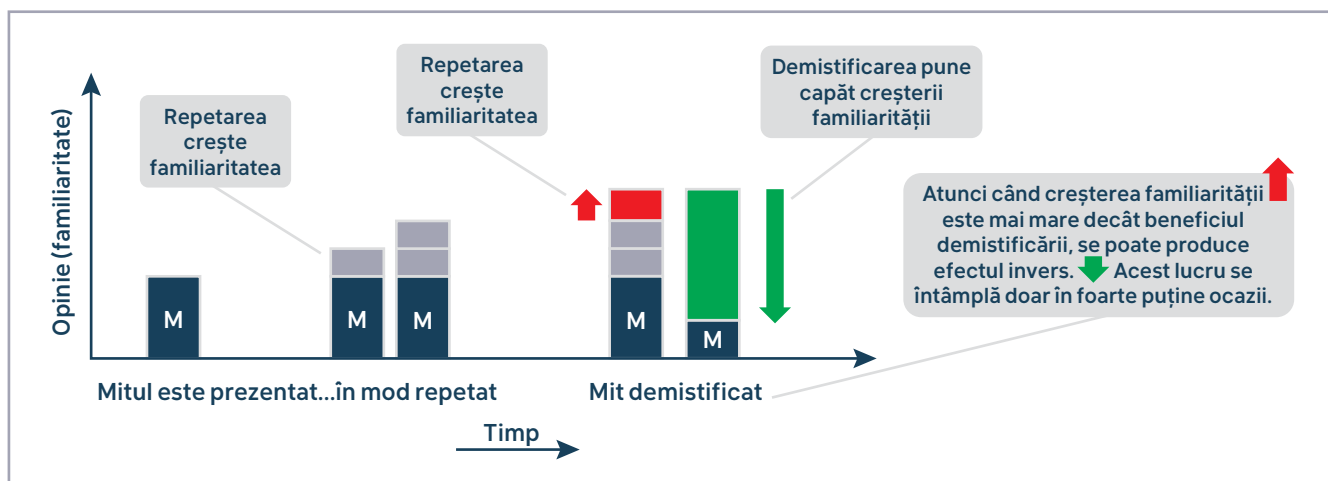 Opinie (familiaritate)
Repetarea
crește
familiaritatea
Repetarea
crește
familiaritatea
Demistificarea pune
capăt creșterii
familiarității
Atunci când creșterea familiarității
este mai mare decât beneficiul
demistificării, se poate produce
efectul invers. Acest lucru se
întâmplă doar în foarte puține ocazii.
M
M
M
M
M
Mitul este prezentat...în mod repetat
Mit demistificat
Timp